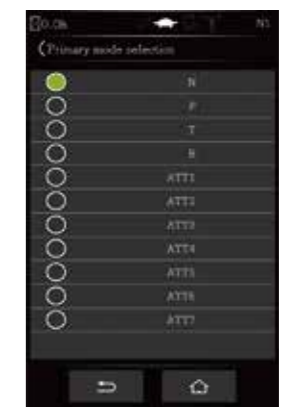 0.0h N1
Primary mode selection
N
P
T
B
ATT1
ATT2
ATT3
ATT4
ATT5
ATT6
ATT7